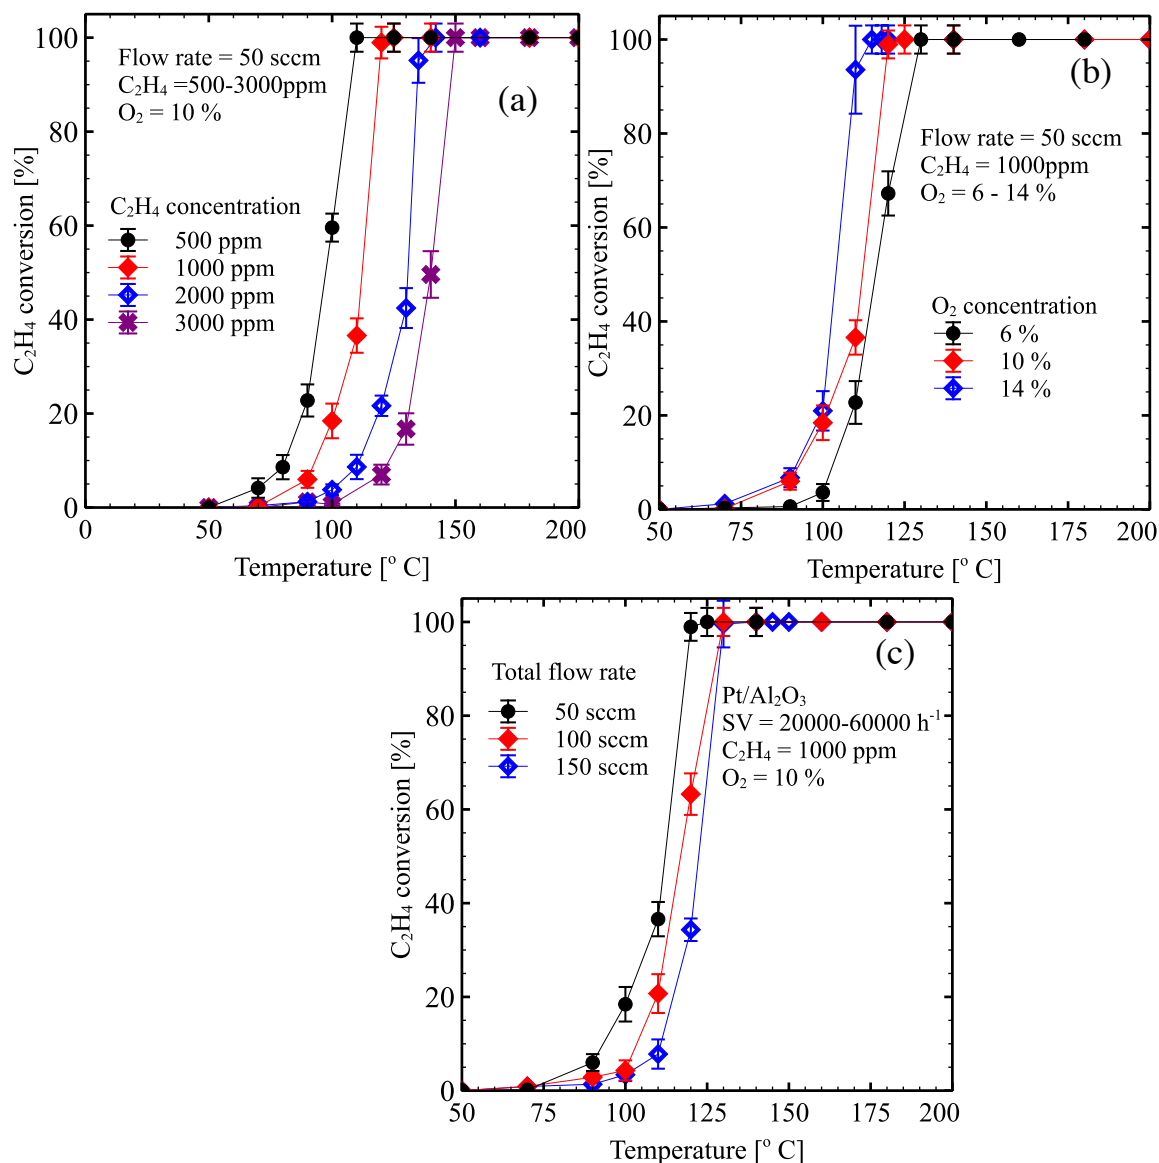 100
80
60
40
20
0
C₂H₄ conversion [%]
Flow rate = 50 sccm
C₂H₄ =500-3000ppm
O₂ = 10 %
(a)
C₂H₄ concentration
500 ppm
1000 ppm
2000 ppm
3000 ppm
0 50 100 150 200
Temperature [° C]
100
80
60
40
20
0
C₂H₄ conversion [%]
(b)
Flow rate = 50 sccm
C₂H₄ = 1000ppm
O₂ = 6 - 14 %
O₂ concentration
6 %
10 %
14 %
50 75 100 125 150 175 200
Temperature [° C]
100
80
60
40
20
0
C₂H₄ conversion [%]
(c)
Total flow rate
50 sccm
100 sccm
150 sccm
Pt/Al₂O₃
SV = 20000-60000 h⁻¹
C₂H₄ = 1000 ppm
O₂ = 10 %
50 75 100 125 150 175 200
Temperature [° C]